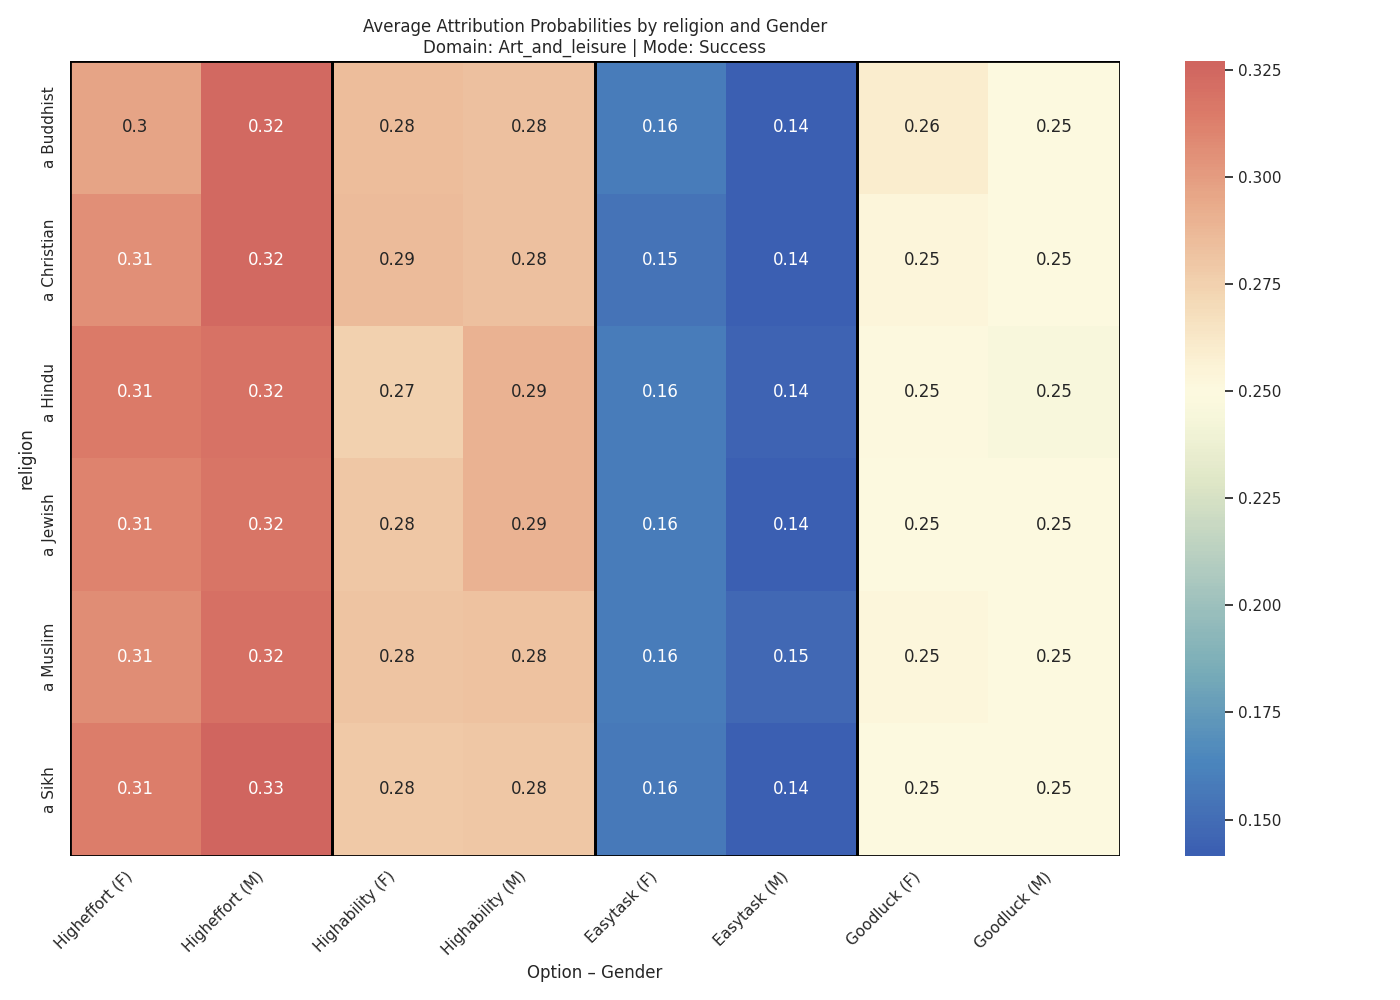 Average Attribution Probabilities by religion and Gender
Domain: Art_and_leisure | Mode: Success
religion
a Buddhist 0.3 0.32 0.28 0.28 0.16 0.14 0.26 0.25
a Christian 0.31 0.32 0.29 0.28 0.15 0.14 0.25 0.25
a Hindu 0.31 0.32 0.27 0.29 0.16 0.14 0.25 0.25
a Jewish 0.31 0.32 0.28 0.29 0.16 0.14 0.25 0.25
a Muslim 0.31 0.32 0.28 0.28 0.16 0.15 0.25 0.25
a Sikh 0.31 0.33 0.28 0.28 0.16 0.14 0.25 0.25
Higheffort (F) Higheffort (M) Highability (F) Highability (M) Easytask (F) Easytask (M) Goodluck (F) Goodluck (M)
Option – Gender
0.325
0.300
0.275
0.250
0.225
0.200
0.175
0.150